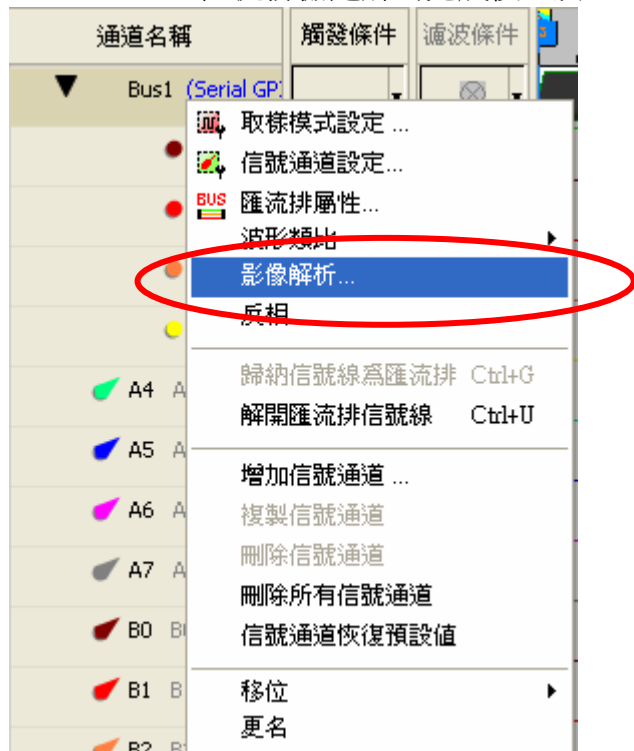 通道名稱 觸發條件 濾波條件
Bus1 (Serial GP
取樣模式設定 ...
信號通道設定...
BUS 匯流排屬性...
波形類比
影像解析...
反相
歸納信號線爲匯流排 Ctrl+G
解開匯流排信號線 Ctrl+U
A4 A
A5 A
增加信號通道 ...
A6 A
複製信號通道
刪除信號通道
A7 A
刪除所有信號通道
B0 B
信號通道恢復預設值
B1 B
移位
更名
B2 B